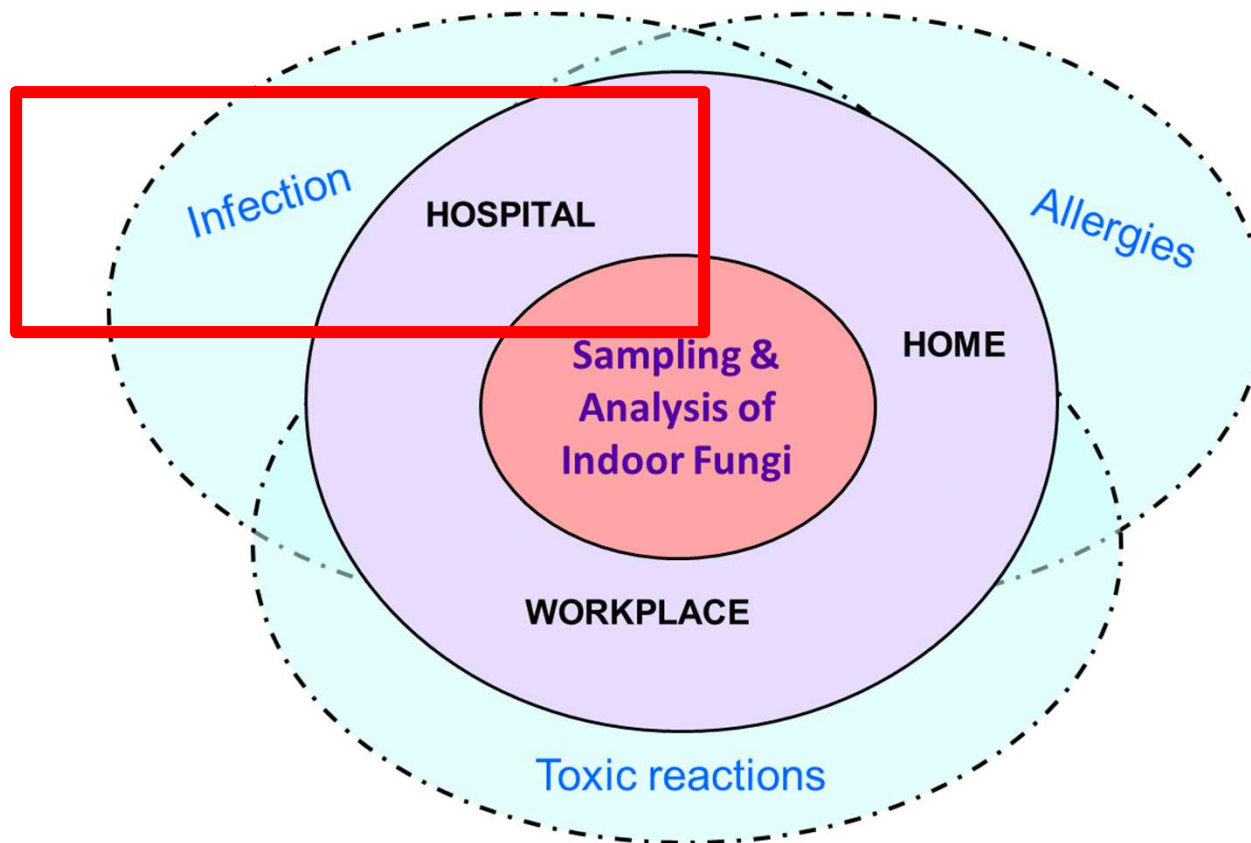 Infection
HOSPITAL
Allergies
HOME
Sampling &
Analysis of
Indoor Fungi
WORKPLACE
Toxic reactions